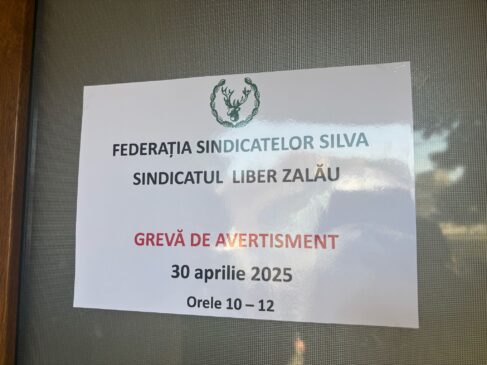 FEDERAȚIA SINDICATELOR SILVA
SINDICATUL LIBER ZALĂU
GREVĂ DE AVERTISMENT
30 aprilie 2025
Orele 10 – 12